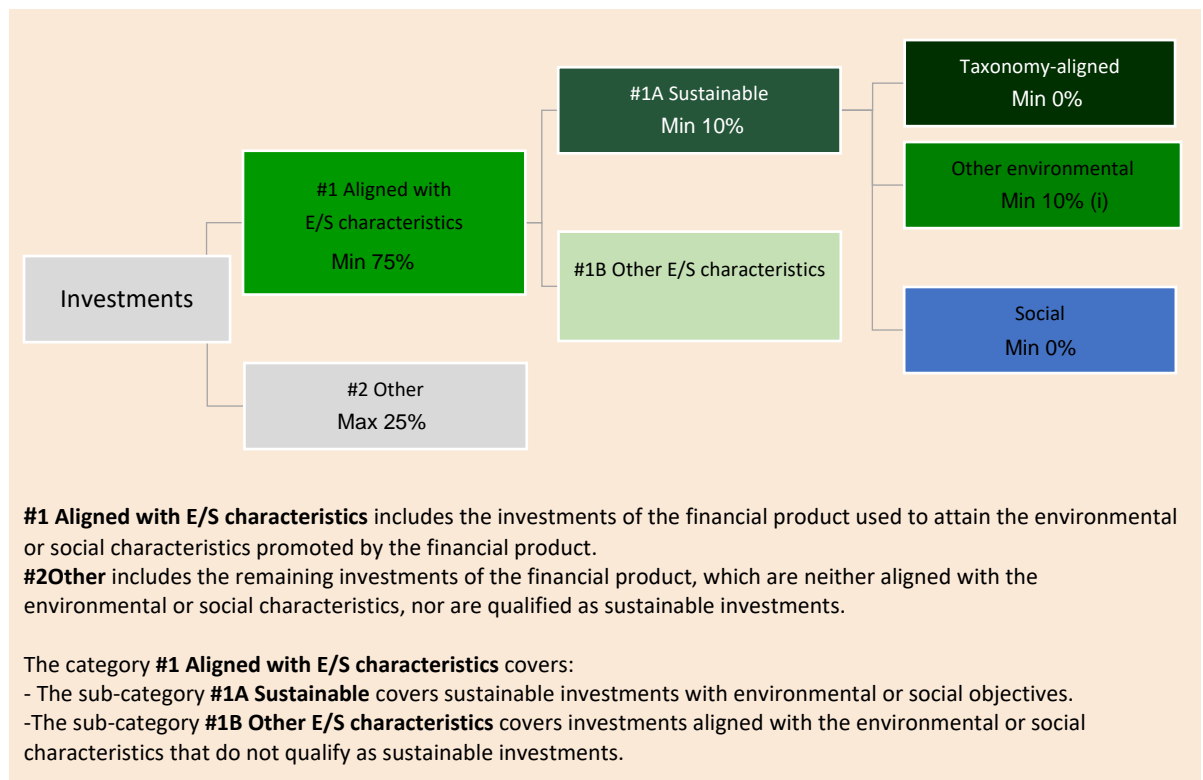 Taxonomy-aligned
Min 0%
#1A Sustainable
Min 10%
Other environmental
Min 10% (i)
#1 Aligned with
E/S characteristics
Min 75%
#1B Other E/S characteristics
Investments
Social
Min 0%
#2 Other
Max 25%
#1 Aligned with E/S characteristics includes the investments of the financial product used to attain the environmental
or social characteristics promoted by the financial product.
#2Other includes the remaining investments of the financial product, which are neither aligned with the
environmental or social characteristics, nor are qualified as sustainable investments.
The category #1 Aligned with E/S characteristics covers:
- The sub-category #1A Sustainable covers sustainable investments with environmental or social objectives.
-The sub-category #1B Other E/S characteristics covers investments aligned with the environmental or social
characteristics that do not qualify as sustainable investments.